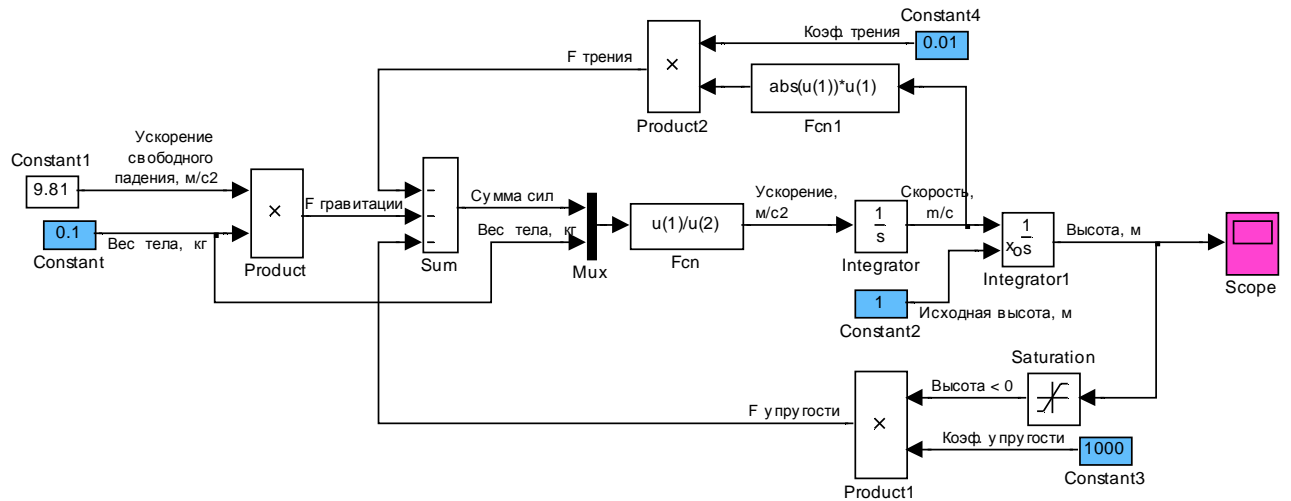 Constant4
Коэф. трения
0.01
F трения
×
abs(u(1))*u(1)
Product2
Fcn1
Ускорение
свободного
падения, м/с2
Constant1
9.81
0.1
Вес тела, кг
Constant
×
Product
F гравитации
−
−
−
Sum
Сумма сил
Вес тела, кг
Mux
u(1)/u(2)
Fcn
Ускорение,
м/с2
1
s
Integrator
Скорость,
m/c
1
xo s
Integrator1
Высота, м
Scope
1
Constant2
Исходная высота, м
Saturation
Высота < 0
F упругости
×
Коэф. упругости
1000
Constant3
Product1